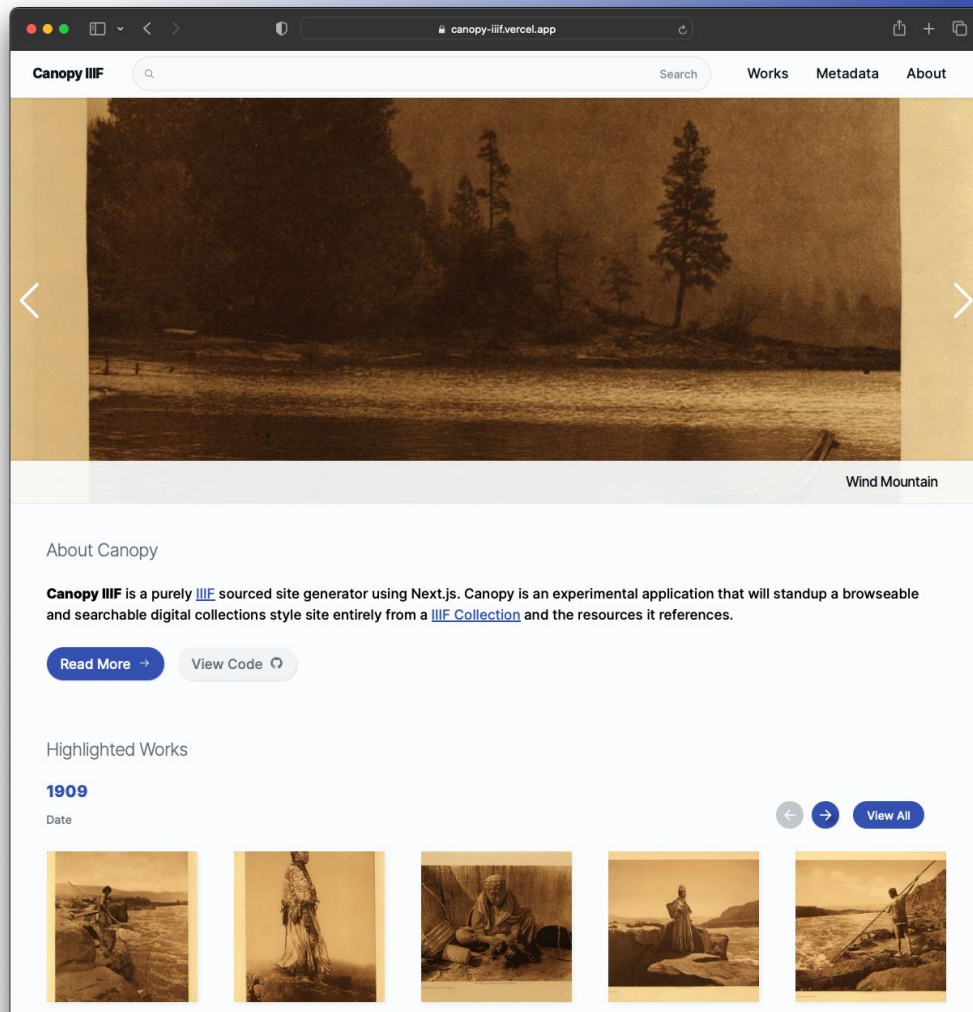 canopy-iiif.vercel.app
Canopy IIIF
Search
Works
Metadata
About
Wind Mountain
About Canopy
Canopy IIIF is a purely IIIF sourced site generator using Next.js. Canopy is an experimental application that will standup a browseable
and searchable digital collections style site entirely from a IIIF Collection and the resources it references.
Read More →
View Code
Highlighted Works
1909
Date
View All